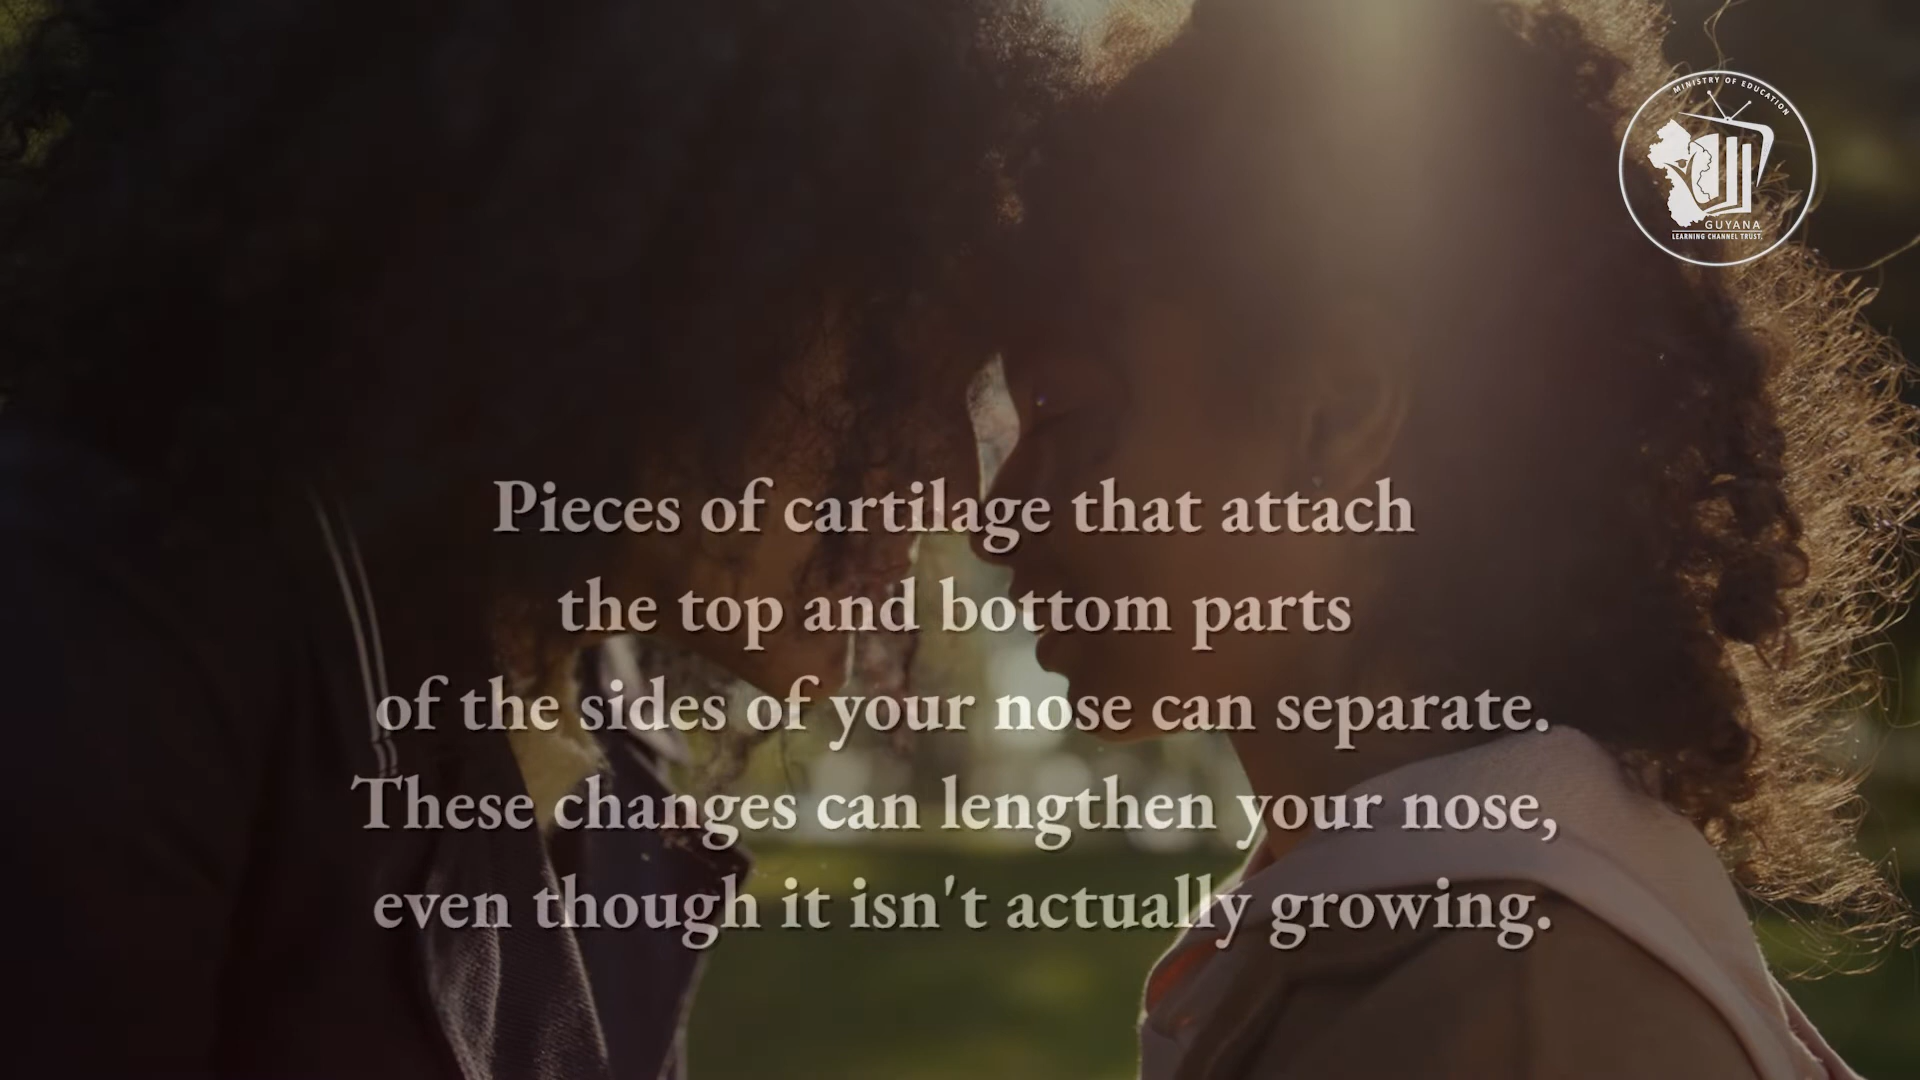 MINISTRY OF EDUCATION
GUYANA
LEARNING CHANNEL TRUST
Pieces of cartilage that attach
the top and bottom parts
of the sides of your nose can separate.
These changes can lengthen your nose,
even though it isn't actually growing.